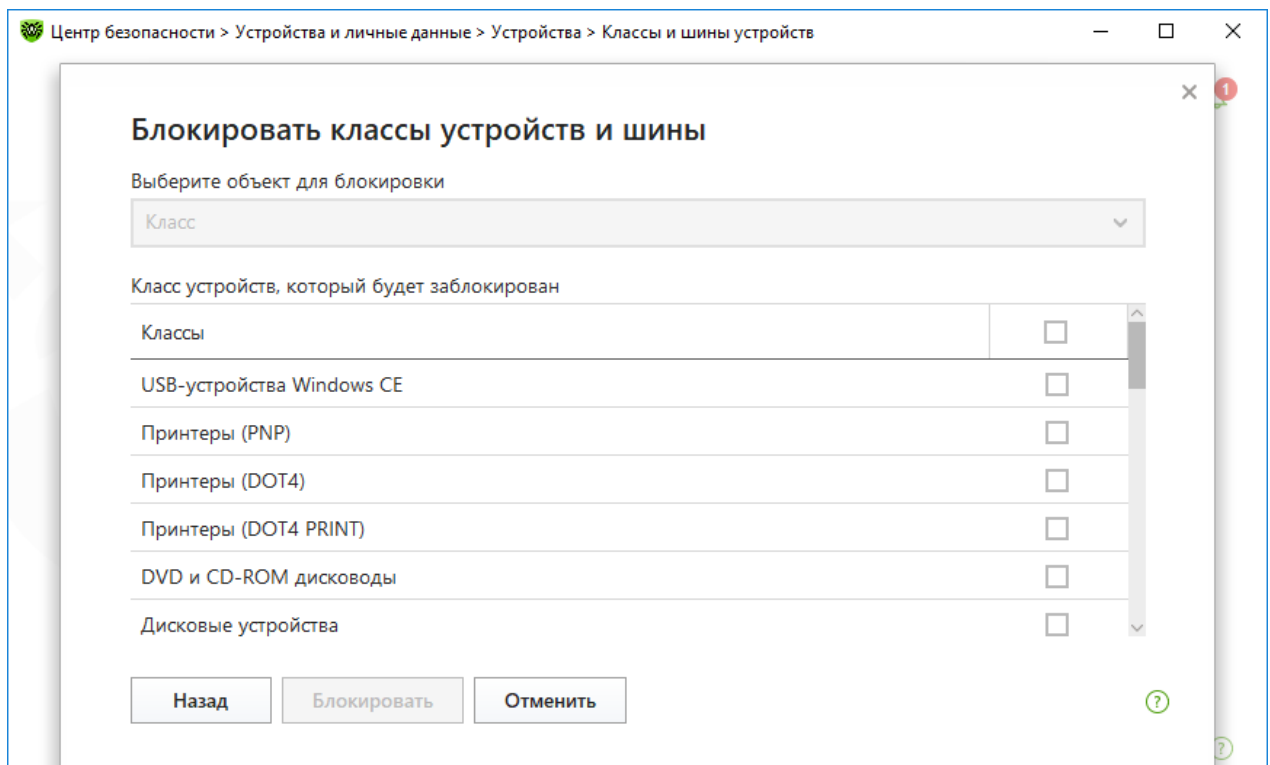 Центр безопасности > Устройства и личные данные > Устройства > Классы и шины устройств
1
Блокировать классы устройств и шины
Выберите объект для блокировки
Класс
Класс устройств, который будет заблокирован
Классы
USB-устройства Windows CE
Принтеры (PNP)
Принтеры (DOT4)
Принтеры (DOT4 PRINT)
DVD и CD-ROM дисководы
Дисковые устройства
Назад Блокировать Отменить ?
?